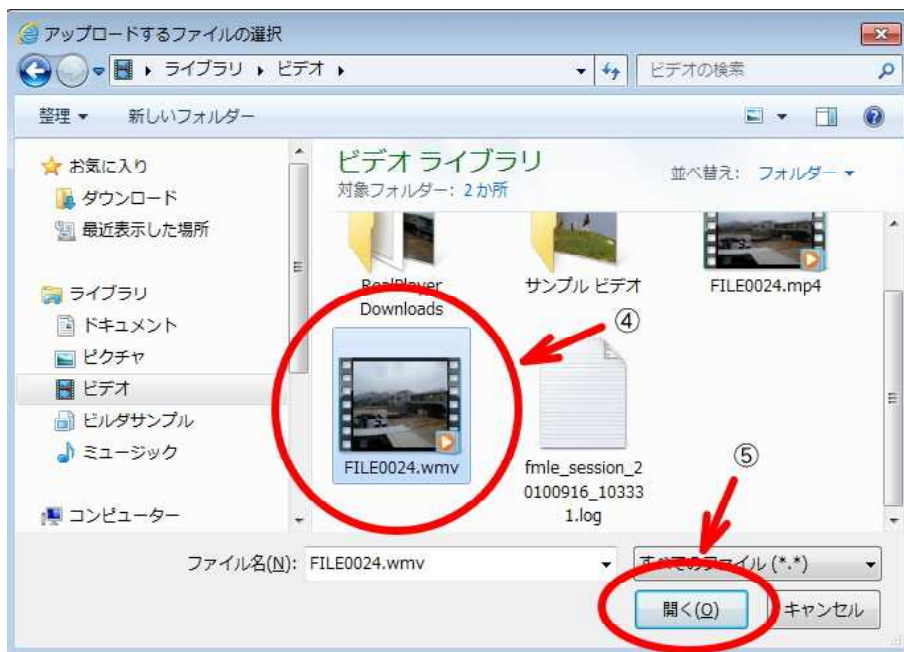 アップロードするファイルの選択
ライブラリ ▸ ビデオ ▸
ビデオの検索
整理 ▼ 新しいフォルダー
お気に入り
ダウンロード
最近表示した場所
ライブラリ
ドキュメント
ピクチャ
ビデオ
ビルダサンプル
ミュージック
コンピューター
ビデオ ライブラリ
対象フォルダー: 2 か所
並べ替え: フォルダー ▼
RealPlayer
Downloads
サンプル ビデオ
FILE0024.mp4
④
FILE0024.wmv
fmle_session_2
0100916_10333
1.log
⑤
ファイル名(N): FILE0024.wmv
すべてのファイル (*.*)
開く(O)
キャンセル